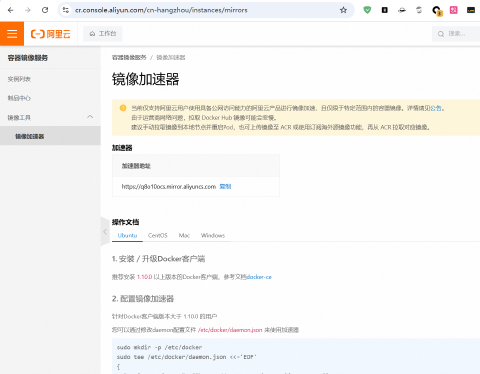 cr.console.aliyun.com/cn-hangzhou/instances/mirrors
阿里云
工作台
搜索...
容器镜像服务
实例列表
制品中心
镜像工具
镜像加速器
容器镜像服务 / 镜像加速器
镜像加速器
当前仅支持阿里云用户使用具备公网访问能力的阿里云产品进行镜像加速，且仅限于特定范围内的容器镜像。详情请见公告。
由于运营商网络问题，拉取 Docker Hub 镜像可能会变慢。
建议手动拉取镜像到本地节点并重启Pod，也可上传镜像至 ACR 或使用订阅海外源镜像功能，再从 ACR 拉取对应镜像。
加速器
加速器地址
https://q8o10ocs.mirror.aliyuncs.com 复制
操作文档
Ubuntu CentOS Mac Windows
1. 安装 / 升级Docker客户端
推荐安装 1.10.0 以上版本的Docker客户端，参考文档docker-ce
2. 配置镜像加速器
针对Docker客户端版本大于 1.10.0 的用户
您可以通过修改daemon配置文件 /etc/docker/daemon.json 来使用加速器
sudo mkdir -p /etc/docker
sudo tee /etc/docker/daemon.json <<-'EOF'
{